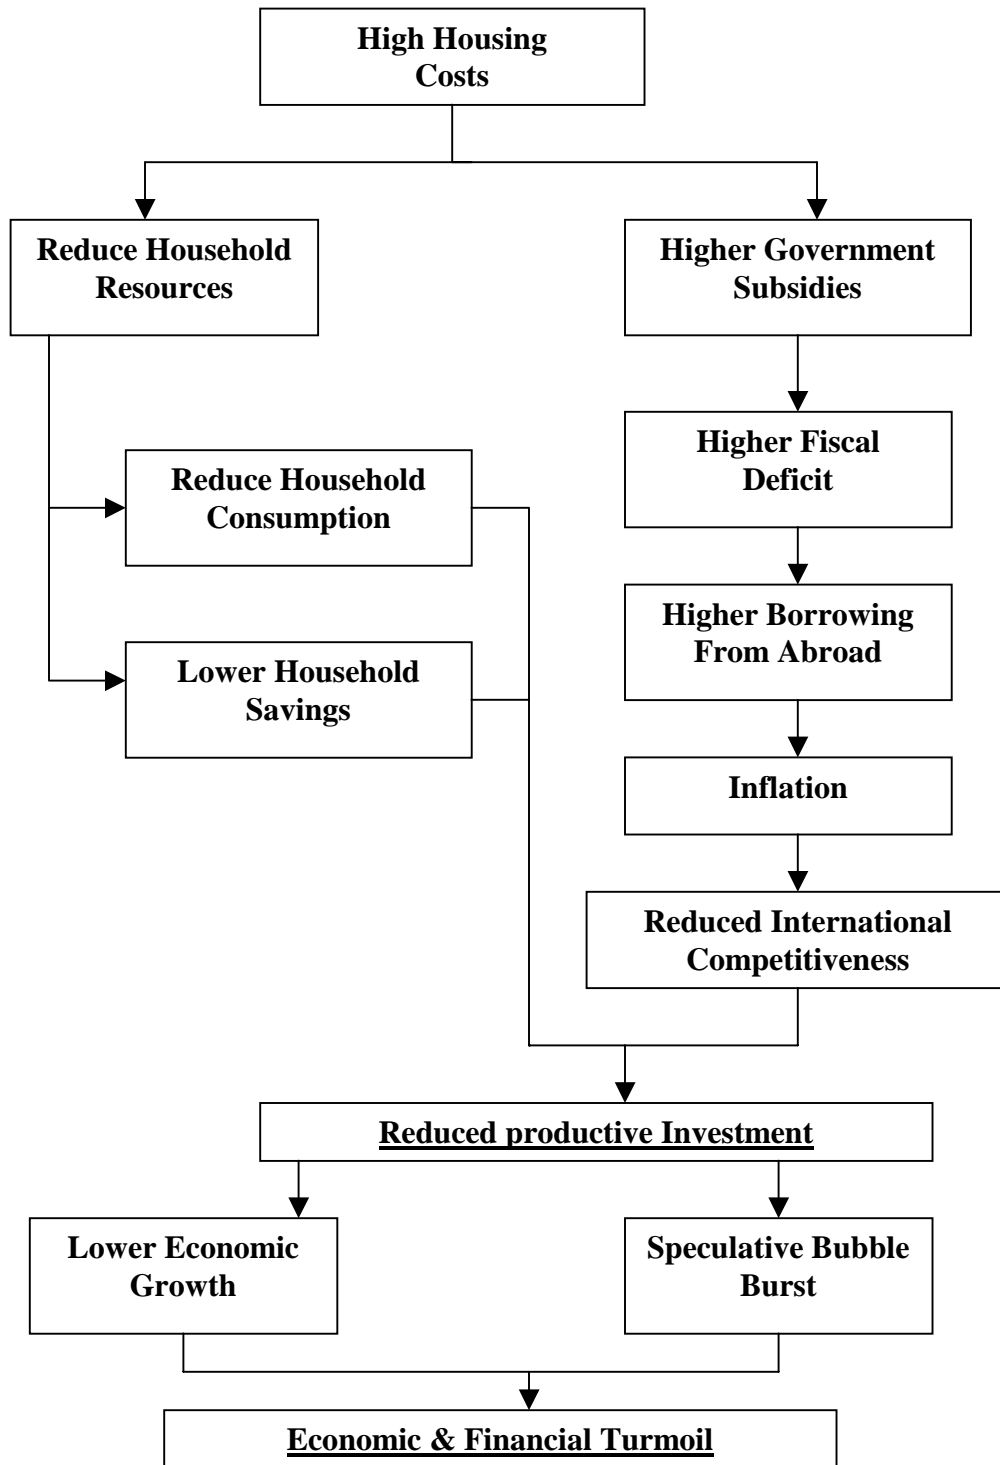 High Housing
Costs
Reduce Household
Resources
Higher Government
Subsidies
Higher Fiscal
Deficit
Reduce Household
Consumption
Higher Borrowing
From Abroad
Lower Household
Savings
Inflation
Reduced International
Competitiveness
Reduced productive Investment
Lower Economic
Growth
Speculative Bubble
Burst
Economic & Financial Turmoil